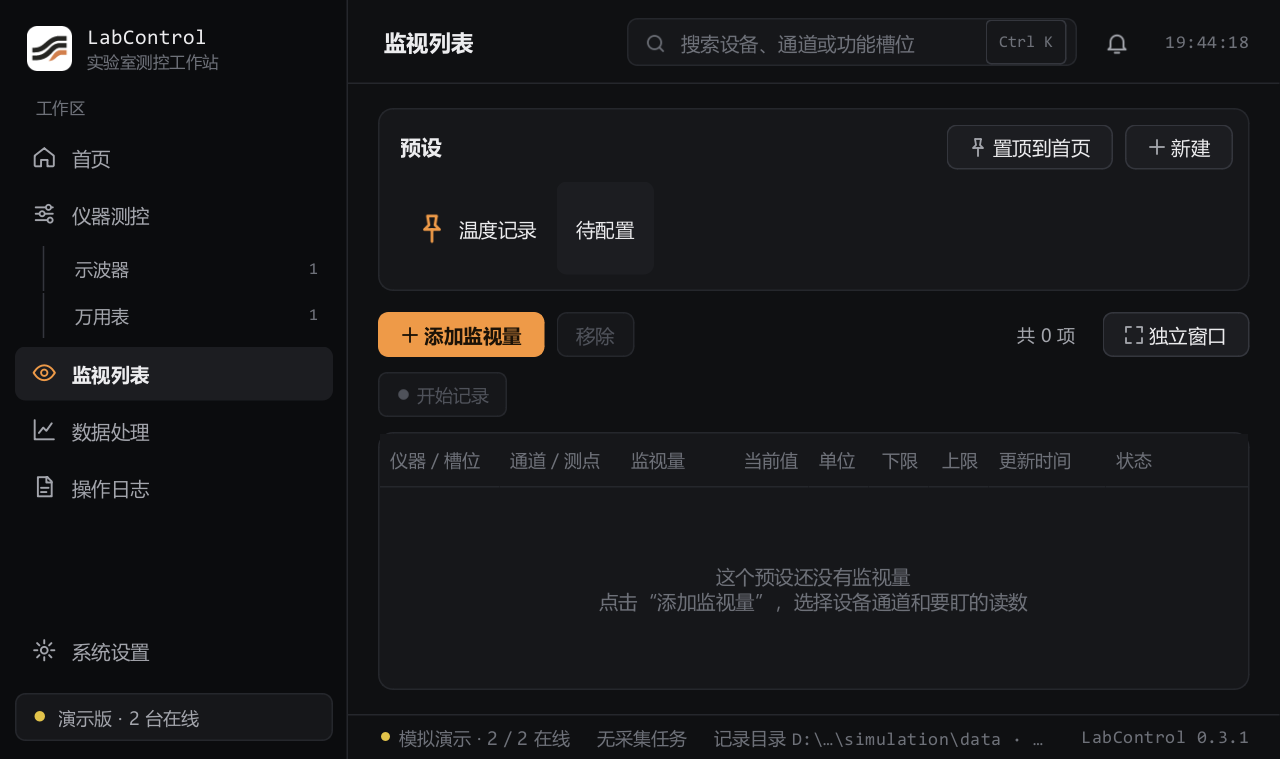 LabControl
实验室测控工作站
工作区
首页
仪器测控
示波器 1
万用表 1
监视列表
数据处理
操作日志
系统设置
演示版 · 2 台在线
监视列表
搜索设备、通道或功能槽位 Ctrl K
19:44:18
预设
置顶到首页
新建
温度记录
待配置
添加监视量
移除
共 0 项
独立窗口
开始记录
仪器 / 槽位 通道 / 测点 监视量 当前值 单位 下限 上限 更新时间 状态
这个预设还没有监视量
点击“添加监视量”，选择设备通道和要盯的读数
模拟演示 · 2 / 2 在线 无采集任务 记录目录 D:\…\simulation\data · … LabControl 0.3.1